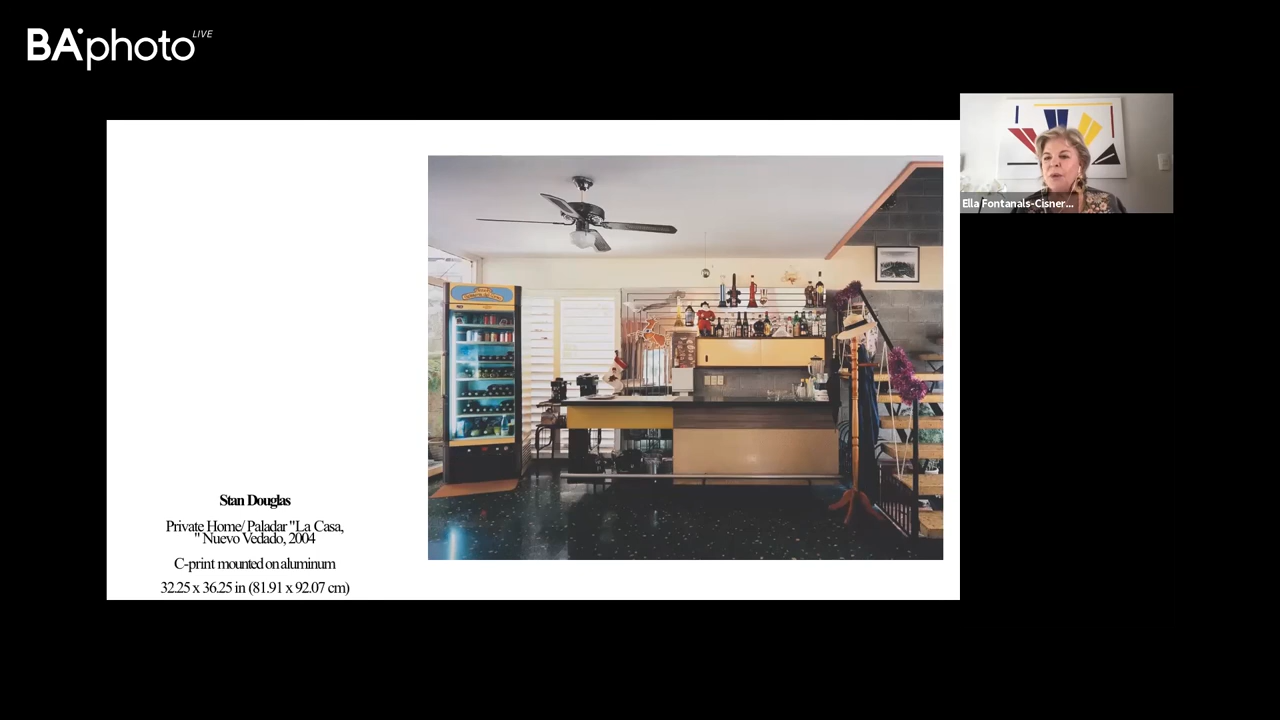 BAphoto LIVE
Ella Fontanals-Cisner...
Stan Douglas
Private Home/ Paladar "La Casa,
" Nuevo Vedado, 2004
C-print mounted on aluminum
32.25 x 36.25 in (81.91 x 92.07 cm)